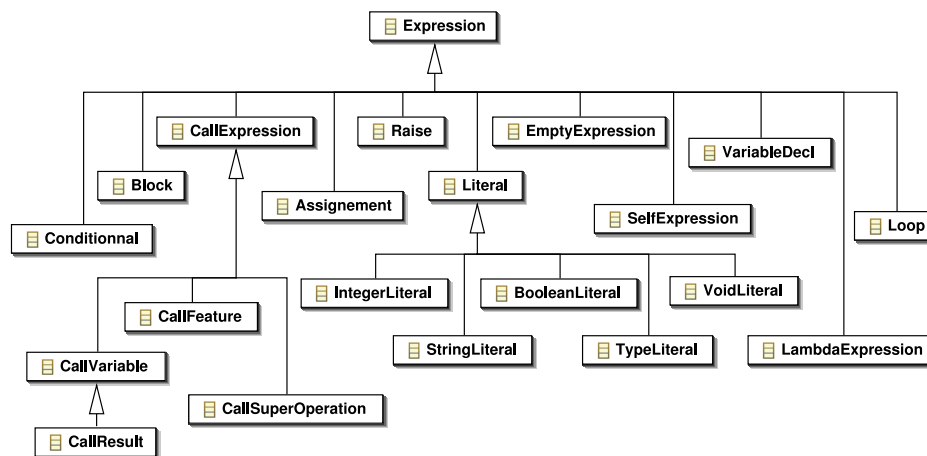 Expression
CallExpression
Raise
EmptyExpression
VariableDecl
Block
Literal
Assignement
SelfExpression
Loop
Conditionnal
IntegerLiteral
BooleanLiteral
VoidLiteral
CallFeature
StringLiteral
TypeLiteral
LambdaExpression
CallVariable
CallSuperOperation
CallResult